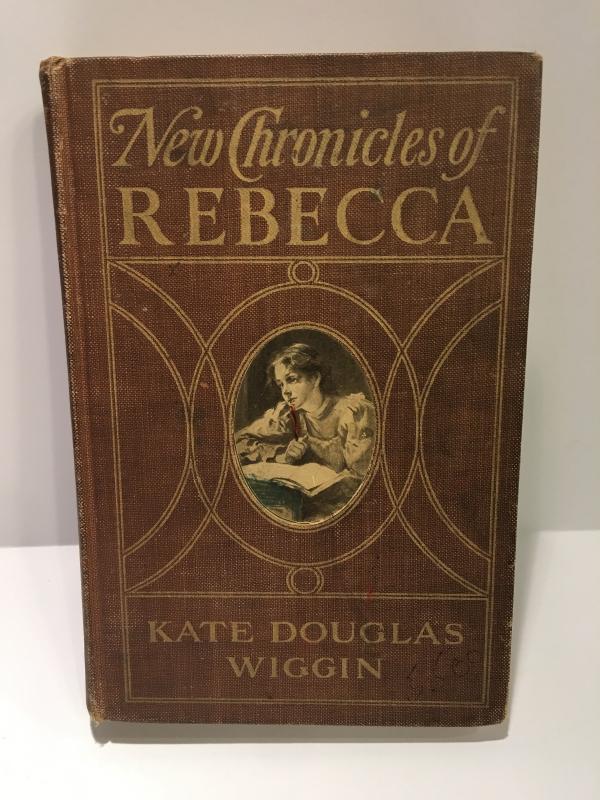 New Chronicles of
REBECCA
KATE DOUGLAS
WIGGIN